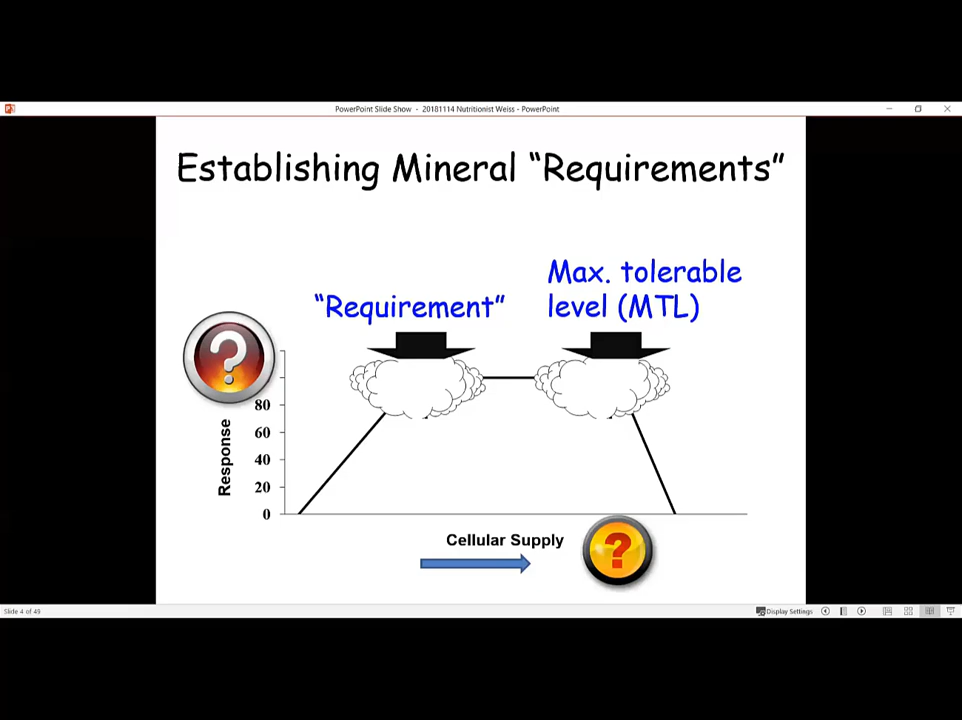 PowerPoint Slide Show - 20181114 Nutritionist Weiss - PowerPoint
Establishing Mineral “Requirements”
Max. tolerable
level (MTL)
“Requirement”
?
80
60
40
20
0
Response
Cellular Supply
?
Slide 4 of 49
Display Settings